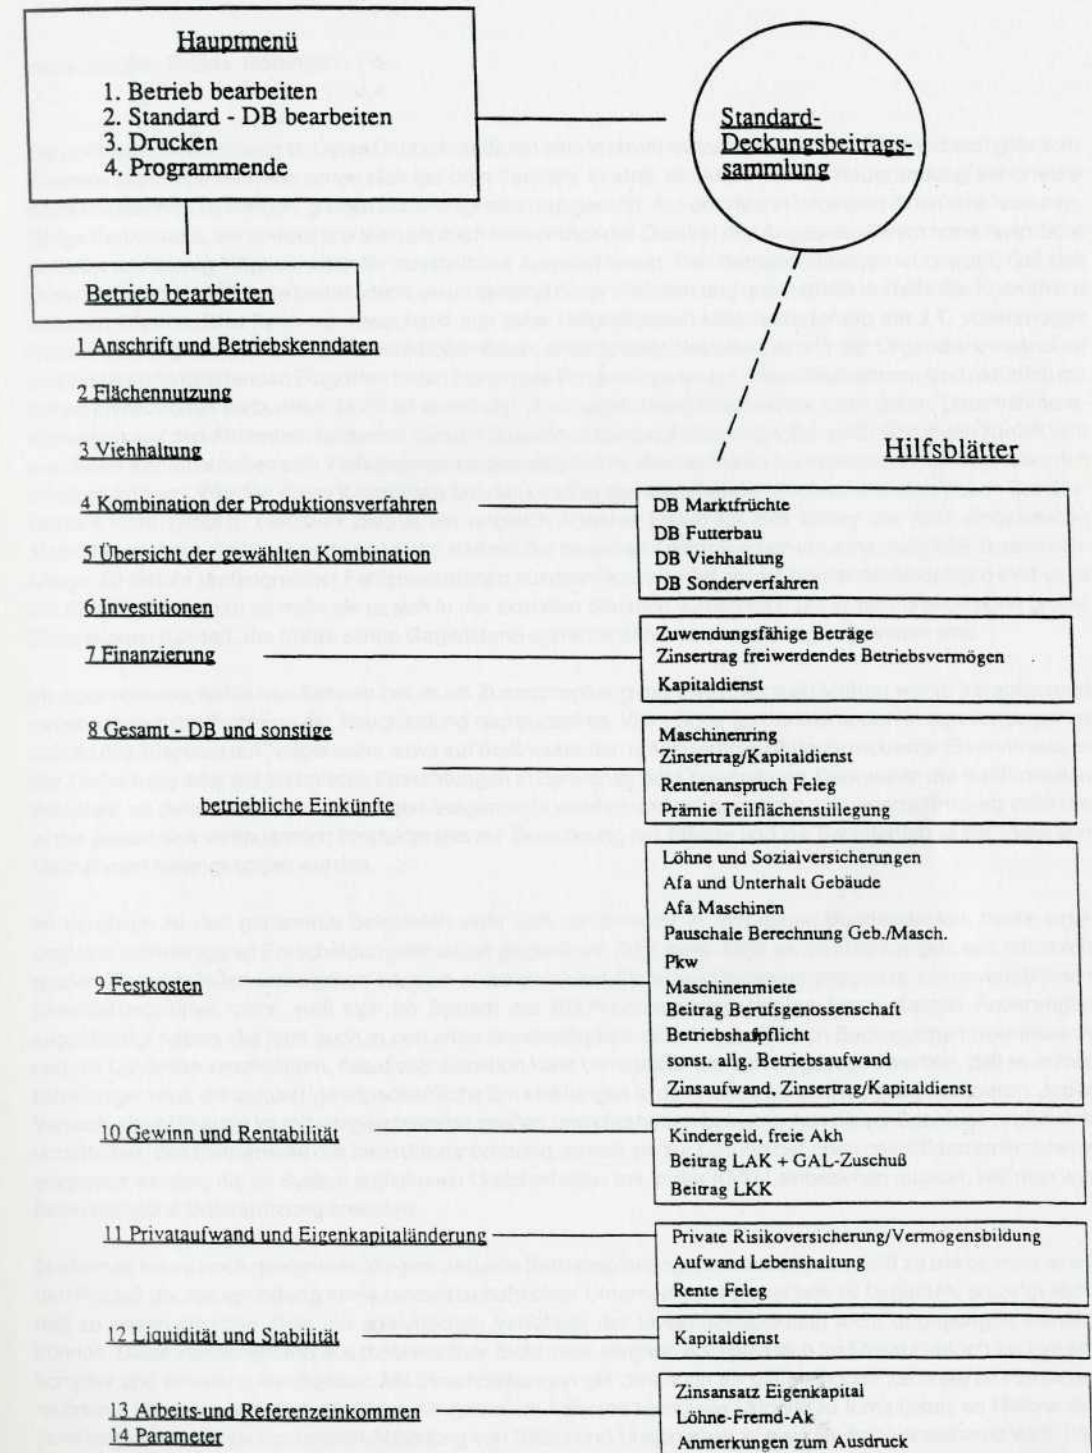 Hauptmenü
1. Betrieb bearbeiten
2. Standard - DB bearbeiten
3. Drucken
4. Programmende
Standard-
Deckungsbeitrags-
sammlung
Betrieb bearbeiten
1 Anschrift und Betriebskenndaten
2 Flächennutzung
3 Viehhaltung
Hilfsblätter
4 Kombination der Produktionsverfahren
DB Marktfrüchte
DB Futterbau
DB Viehhaltung
DB Sonderverfahren
5 Übersicht der gewählten Kombination
6 Investitionen
7 Finanzierung
Zuwendungsfähige Beträge
Zinsertrag freiwerdendes Betriebsvermögen
Kapitaldienst
8 Gesamt - DB und sonstige
betriebliche Einkünfte
Maschinenring
Zinsertrag/Kapitaldienst
Rentenanspruch Feleg
Prämie Teilflächenstillegung
9 Festkosten
Löhne und Sozialversicherungen
Afa und Unterhalt Gebäude
Afa Maschinen
Pauschale Berechnung Geb./Masch.
Pkw
Maschinenmiete
Beitrag Berufsgenossenschaft
Betriebshaftpflicht
sonst. allg. Betriebsaufwand
Zinsaufwand, Zinsertrag/Kapitaldienst
10 Gewinn und Rentabilität
Kindergeld, freie Akh
Beitrag LAK + GAL-Zuschuß
Beitrag LKK
11 Privataufwand und Eigenkapitaländerung
Private Risikoversicherung/Vermögensbildung
Aufwand Lebenshaltung
Rente Feleg
12 Liquidität und Stabilität
Kapitaldienst
13 Arbeits-und Referenzeinkommen
14 Parameter
Zinsansatz Eigenkapital
Löhne-Fremd-Ak
Anmerkungen zum Ausdruck